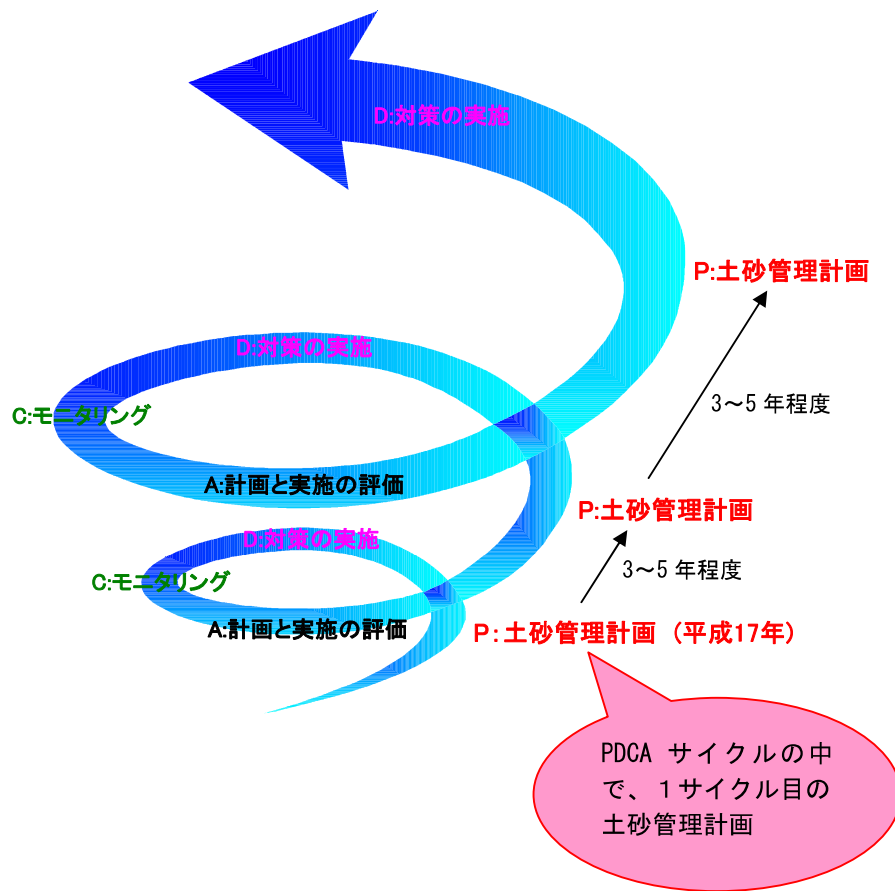 D:対策の実施
P:土砂管理計画
D:対策の実施
3～5 年程度
C:モニタリング
A:計画と実施の評価
P:土砂管理計画
D:対策の実施
3～5 年程度
C:モニタリング
A:計画と実施の評価
P:土砂管理計画 (平成17年)
PDCA サイクルの中
で、１サイクル目の
土砂管理計画